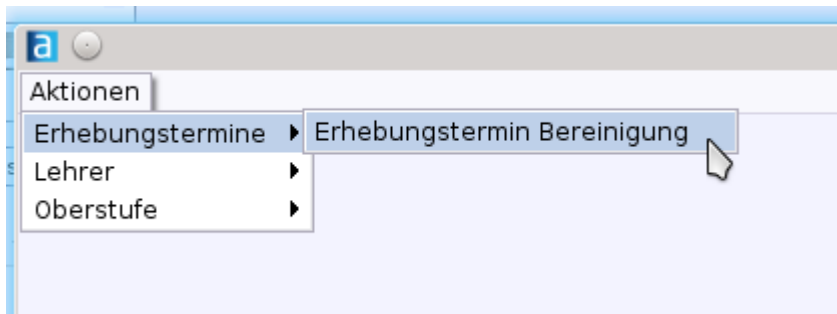 a
Aktionen
Erhebungstermine
Erhebungstermin Bereinigung
Lehrer
Oberstufe